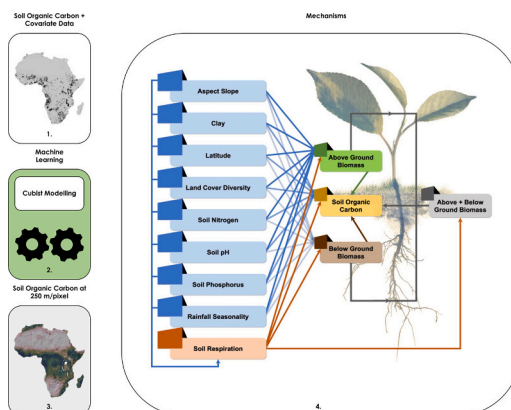 Soil Organic Carbon +
Covariate Data
1.
Machine
Learning
Cubist Modelling
2.
Soil Organic Carbon at
250 m/pixel
3.
Mechanisms
Aspect Slope
Clay
Latitude
Land Cover Diversity
Soil Nitrogen
Soil pH
Soil Phosphorus
Rainfall Seasonality
Soil Respiration
Above Ground
Biomass
Soil Organic
Carbon
Below Ground
Biomass
Above + Below
Ground Biomass
4.